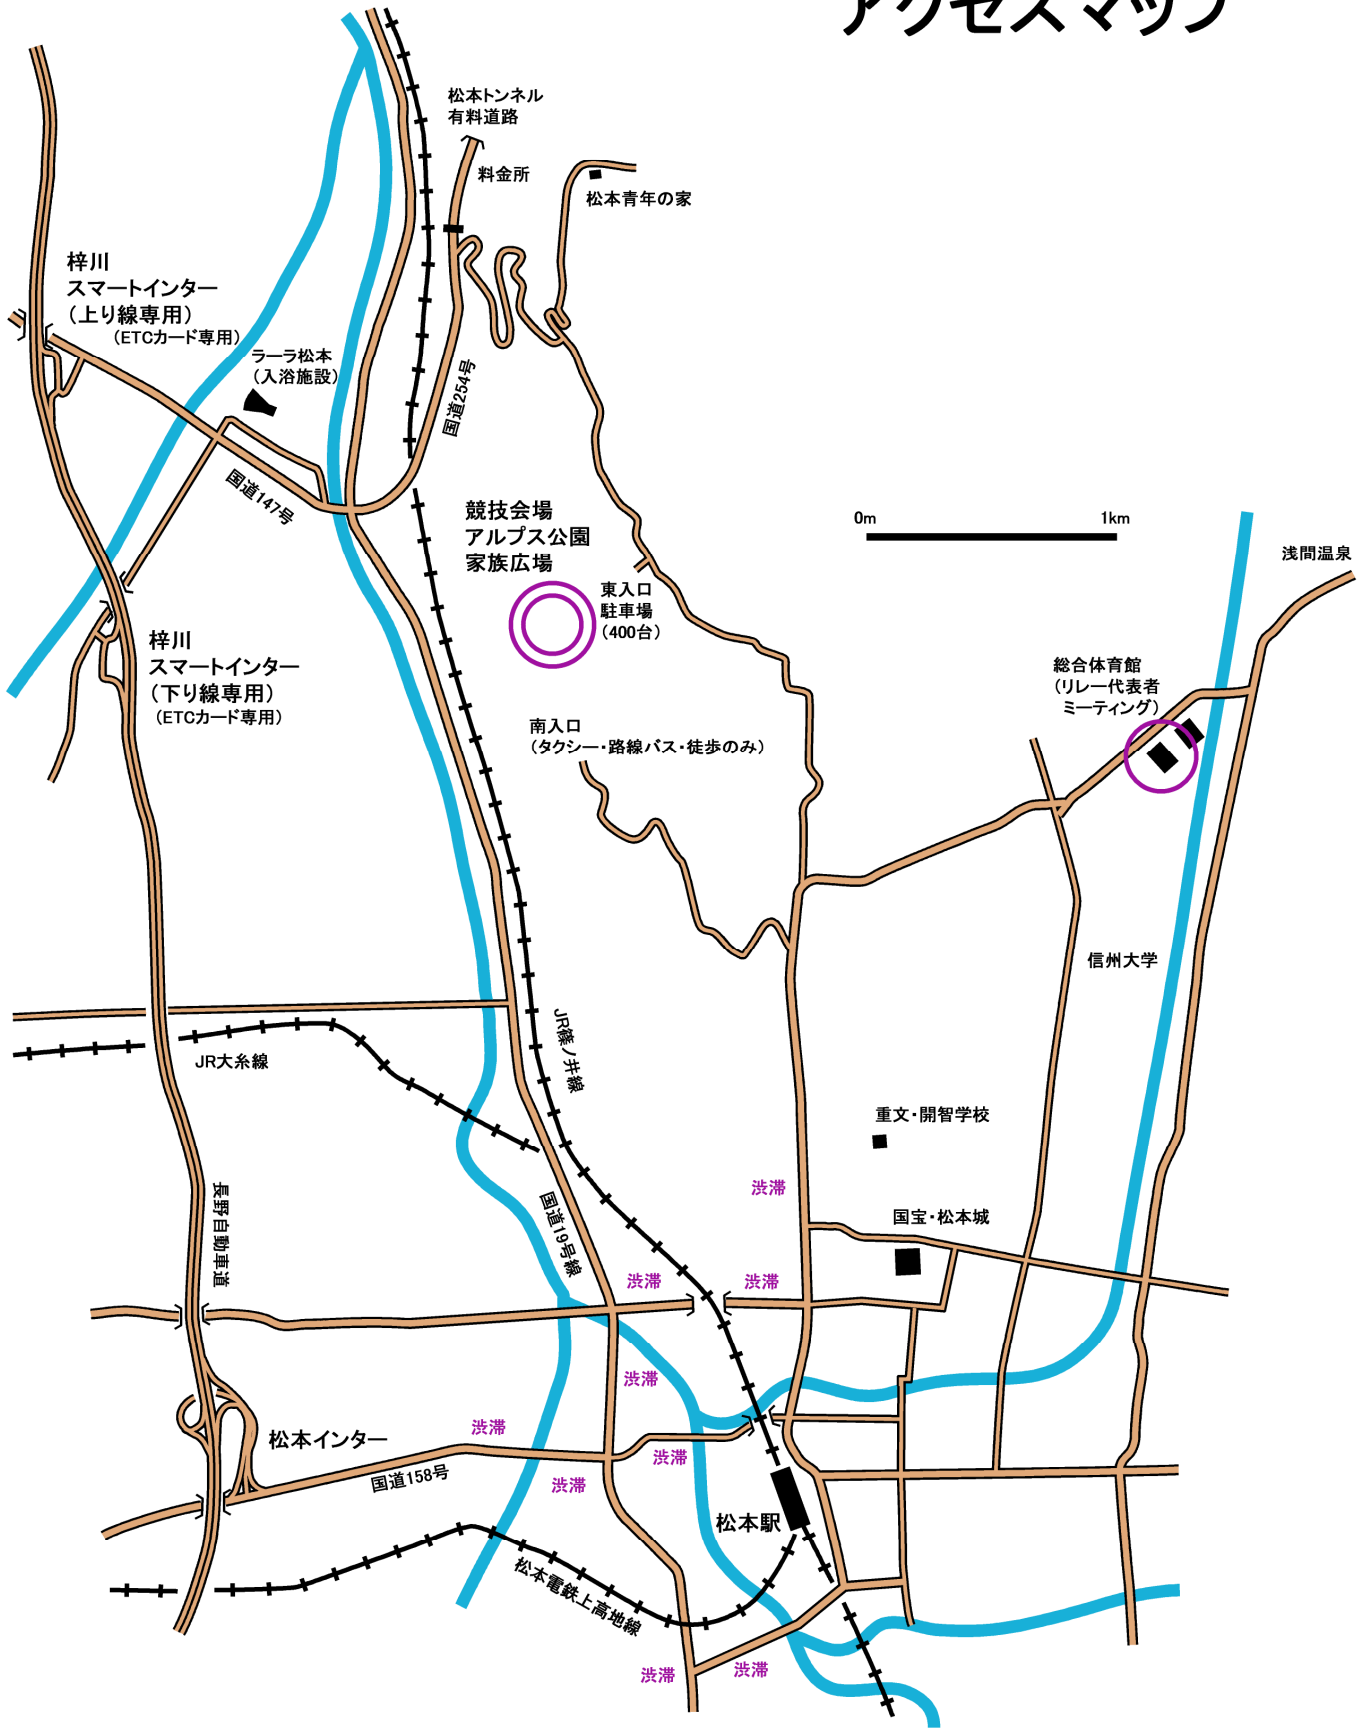 アクセスマップ
松本トンネル
有料道路
料金所
松本青年の家
梓川
スマートインター
（上り線専用）
（ETCカード専用）
ラーラ松本
（入浴施設）
国道254号
国道147号
競技会場
アルプス公園
家族広場
0m
1km
浅間温泉
東入口
駐車場
（400台）
梓川
スマートインター
（下り線専用）
（ETCカード専用）
総合体育館
（リレー代表者
ミーティング）
南入口
（タクシー・路線バス・徒歩のみ）
信州大学
JR篠ノ井線
JR大糸線
重文・開智学校
渋滞
長野自動車道
国道19号線
国宝・松本城
渋滞
渋滞
渋滞
渋滞
松本インター
渋滞
国道158号
渋滞
松本駅
松本電鉄上高地線
渋滞
渋滞